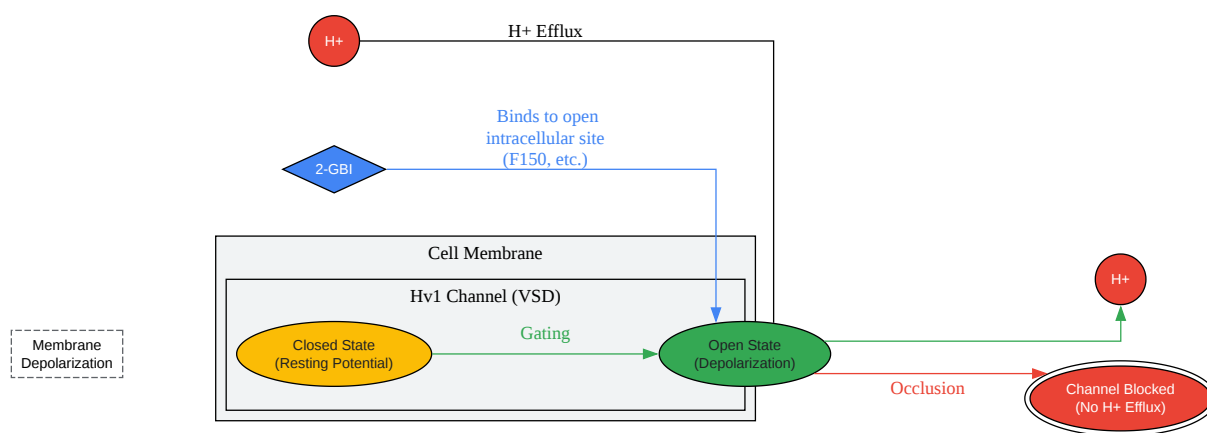 H+
H+ Efflux
Binds to open
intracellular site
(F150, etc.)
2-GBI
Cell Membrane
Hv1 Channel (VSD)
H+
Membrane
Depolarization
Closed State
(Resting Potential)
Gating
Open State
(Depolarization)
Occlusion
Channel Blocked
(No H+ Efflux)